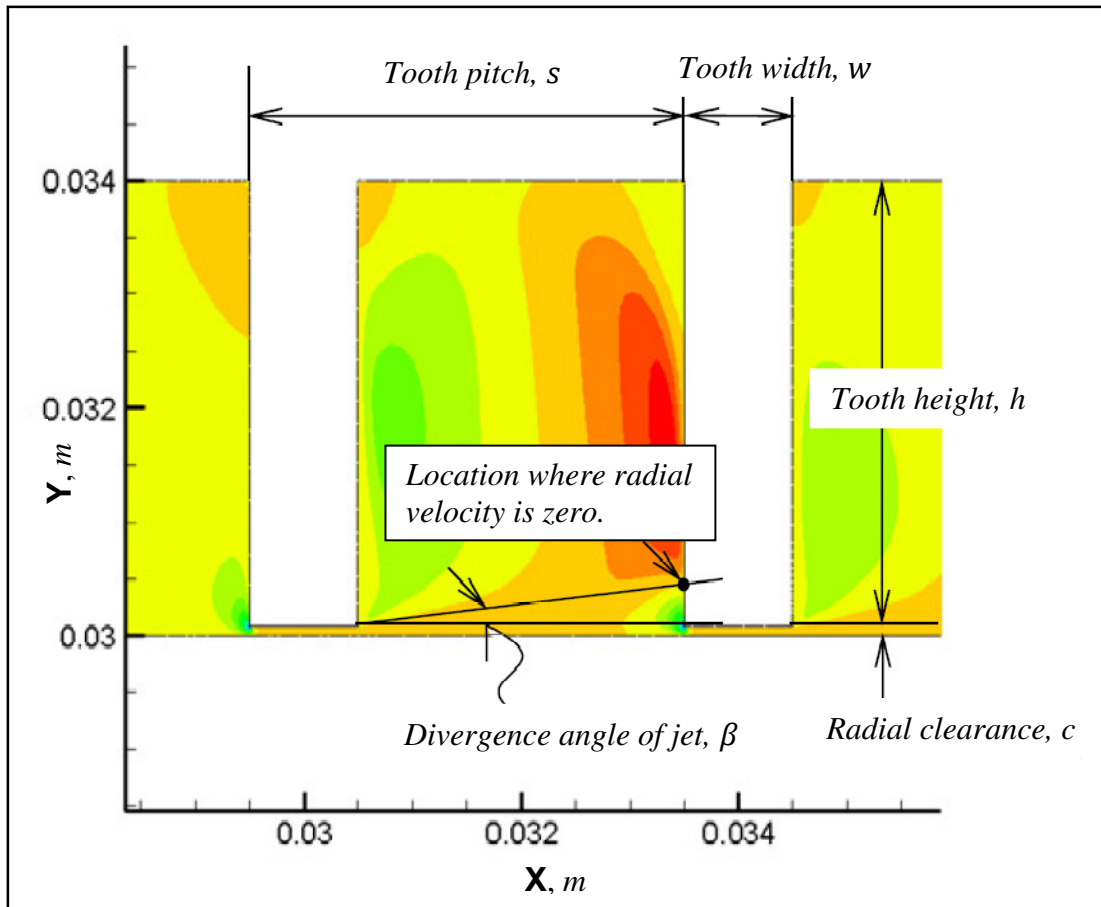 Tooth pitch, s
Tooth width, w
0.034
0.032
0.03
Y, m
Tooth height, h
Location where radial
velocity is zero.
Divergence angle of jet, β
Radial clearance, c
0.03
0.032
0.034
X, m